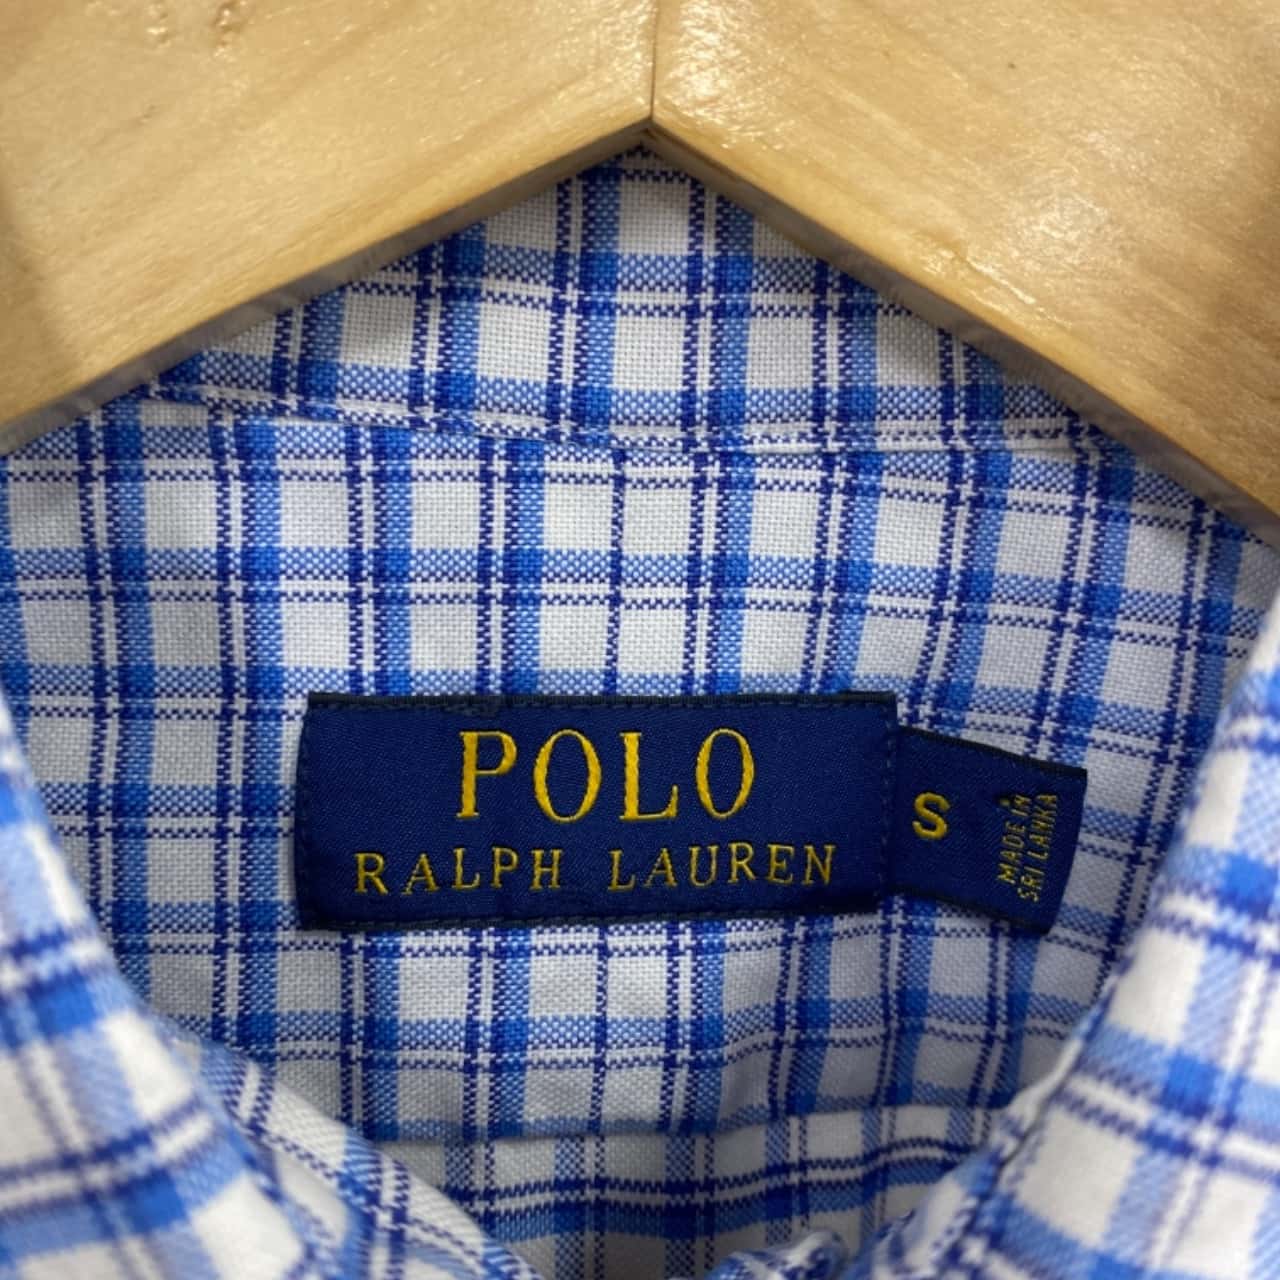 POLO
RALPH LAUREN
S
MADE IN
SRI LANKA